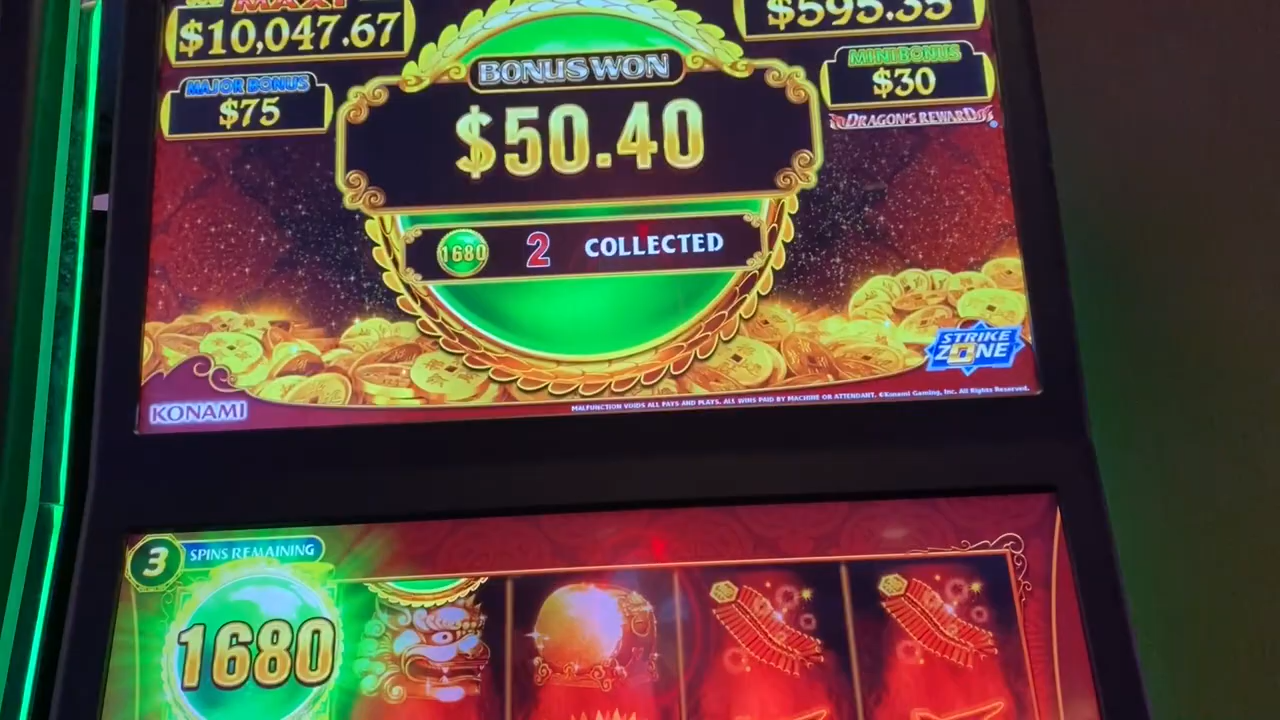 MAXI
$10,047.67
$595.35
BONUS WON
MAJOR BONUS
$75
MINI BONUS
$30
$50.40
DRAGON'S REWARD
1680 2 COLLECTED
STRIKE
ZONE
KONAMI
MALFUNCTION VOIDS ALL PAYS AND PLAYS. ALL WINS PAID BY MACHINE OR ATTENDANT. ©Konami Gaming, Inc. All Rights Reserved.
3 SPINS REMAINING
1680